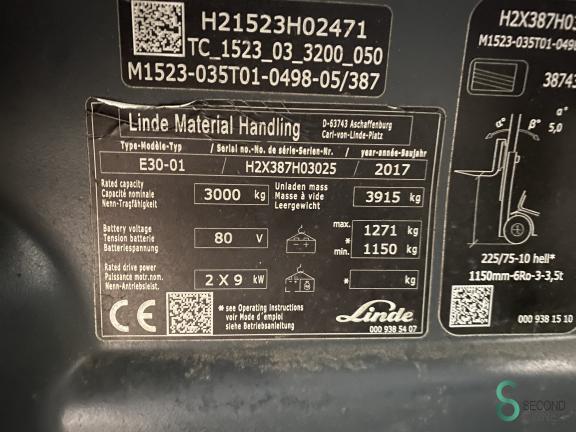 H21523H02471
TC_1523_03_3200_050
M1523-035T01-0498-05/387
Linde Material Handling
D-63743 Aschaffenburg
Carl-von-Linde-Platz
Type-Modèle-Typ / Serial no.-No. de série-Serien-Nr. / year-année-Baujahr
E30-01 / H2X387H03025 / 2017
Rated capacity
Capacité nominale
Nenn-Tragfähigkeit
3000 kg
Unladen mass
Masse à vide
Leergewicht
3915 kg
Battery voltage
Tension batterie
Batteriespannung
80 V
max. 1271 kg
*
min. 1150 kg
Rated drive power
Puissance motr.nom.
Nenn-Antriebsleist.
2 X 9 kW
* kg
CE
*see Operating Instructions
voir Mode d'emploi
siehe Betriebsanleitung
Linde
000 938 54 07
H2X387H03
M1523-035T01-049
3874
α° β° α°
5,0
225/75-10 hell*
1150mm-6Ro-3-3,5t
000 938 15 10
SECOND